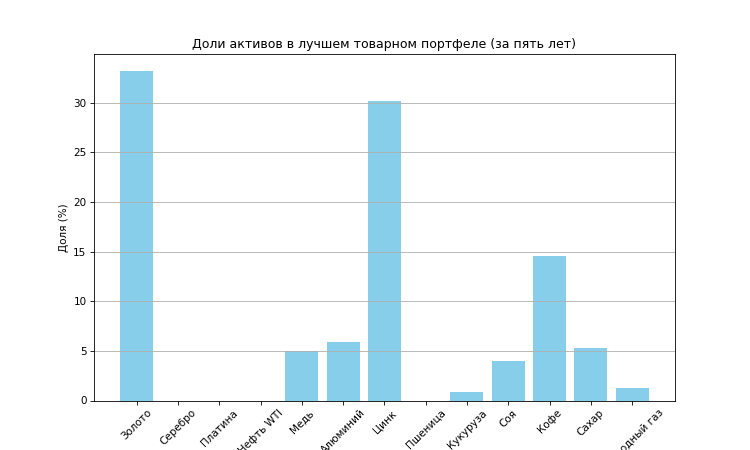 Доли активов в лучшем товарном портфеле (за пять лет)
Доля (%)
30
25
20
15
10
5
0
Золото
Серебро
Платина
Нефть WTI
Медь
Алюминий
Цинк
Пшеница
Кукуруза
Соя
Кофе
Сахар
газ